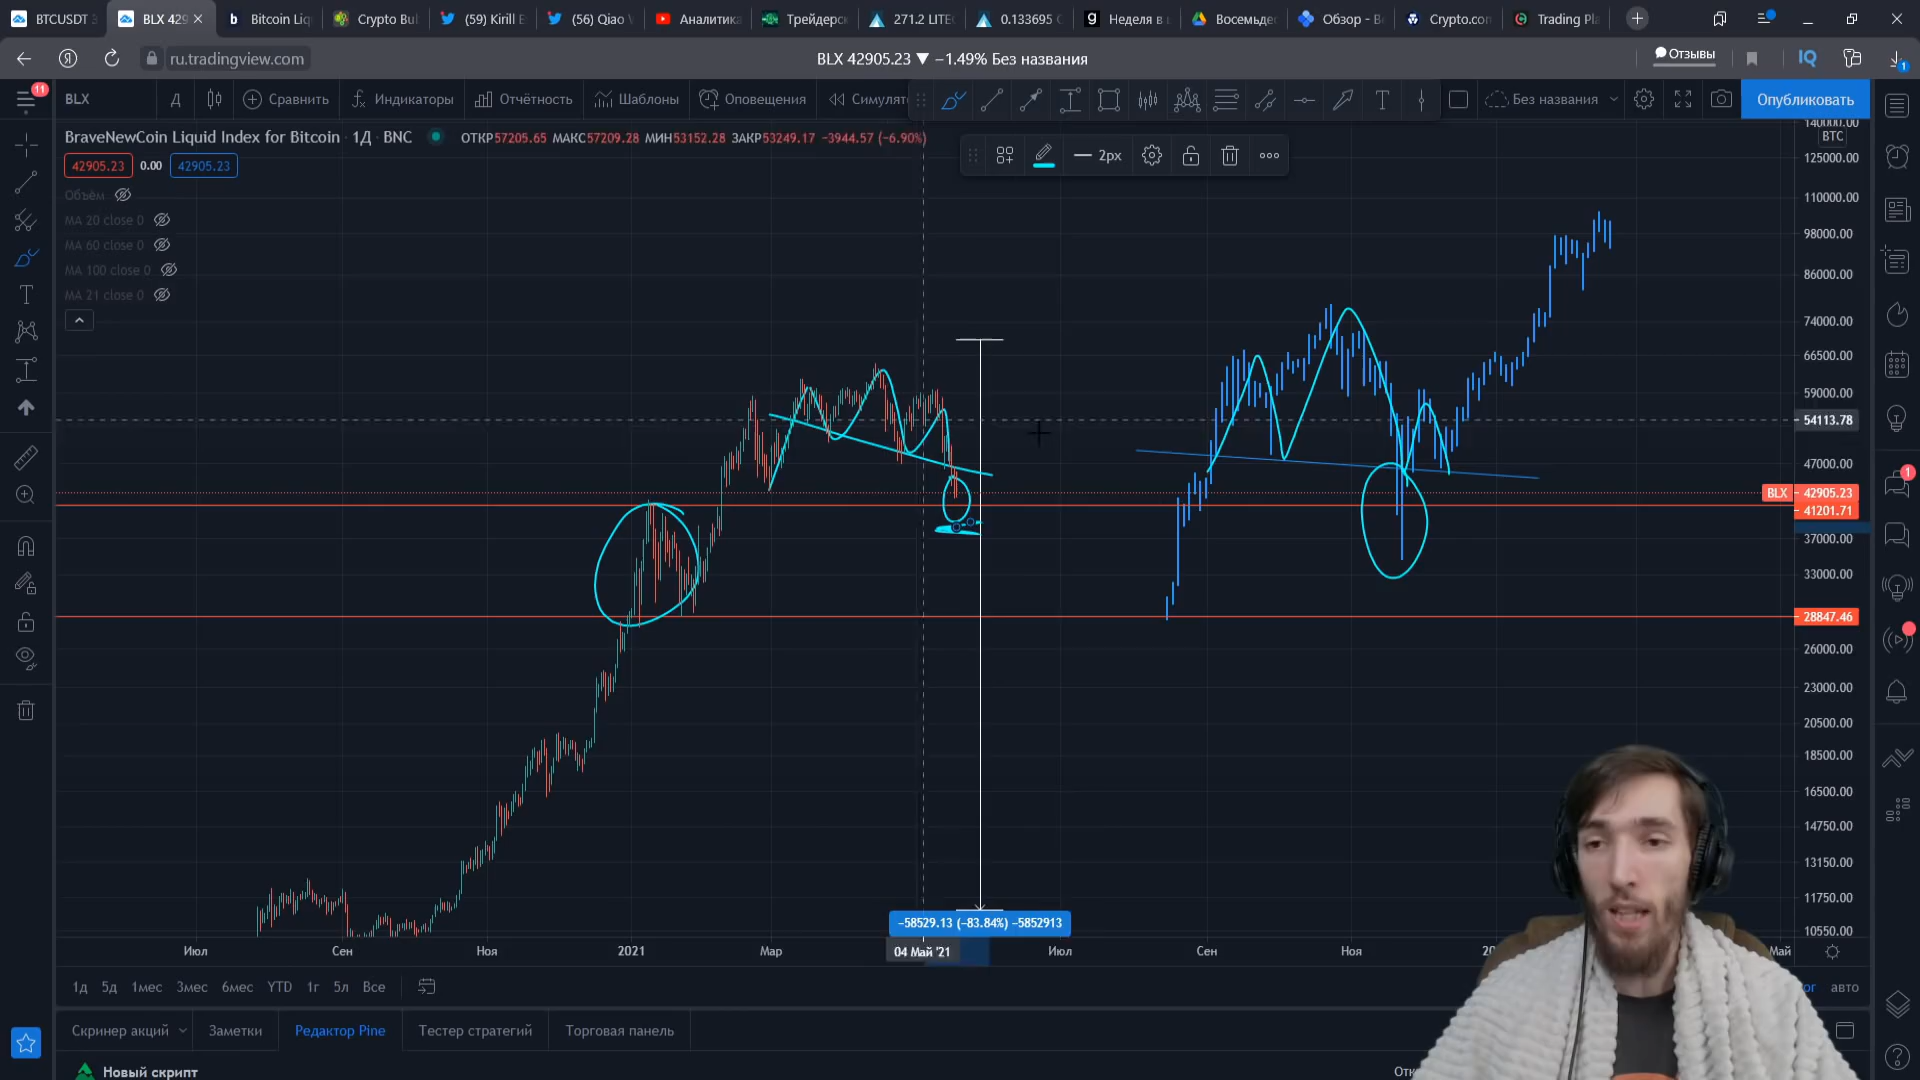 BTCUSDT
BLX 429
Bitcoin Liq
Crypto Bul
(59) Kirill E
(56) Qiao
Аналитика
Трейдерск
271.2 LITE
0.133695
Неделя в
Восемьдес
Обзор - B
Crypto.com
Trading Pla
ru.tradingview.com
BLX 42905.23 ▼ −1.49% Без названия
Отзывы
IQ
1
11
BLX
Д
Сравнить
Индикаторы
Отчётность
Шаблоны
Оповещения
Симулят
Без названия
Опубликовать
BraveNewCoin Liquid Index for Bitcoin · 1Д · BNC
ОТКР57205.65 МАКС57209.28 МИН53152.28 ЗАКР53249.17 −3944.57 (−6.90%)
2px
42905.23 0.00 42905.23
Объём
MA 20 close 0
MA 60 close 0
MA 100 close 0
MA 21 close 0
140000.00
BTC
125000.00
110000.00
98000.00
86000.00
74000.00
66500.00
59000.00
54113.78
47000.00
BLX 42905.23
41201.71
37000.00
33000.00
28847.46
26000.00
23000.00
20500.00
18500.00
16500.00
14750.00
13150.00
11750.00
10550.00
1
−58529.13 (−83.84%) −5852913
Июл
Сен
Ноя
2021
Мар
04 Май '21
Июл
Сен
Ноя
Май
1д
5д
1мес
3мес
6мес
YTD
1г
5л
Все
ог
авто
Скринер акций
Заметки
Редактор Pine
Тестер стратегий
Торговая панель
Новый скрипт